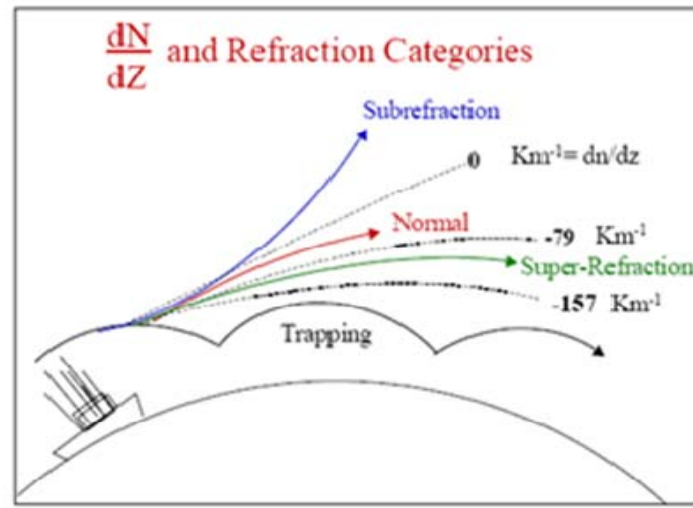 dN
dZ and Refraction Categories
Subrefraction
0 Km-1= dn/dz
Normal
-79 Km-1
Super-Refraction
-157 Km-1
Trapping